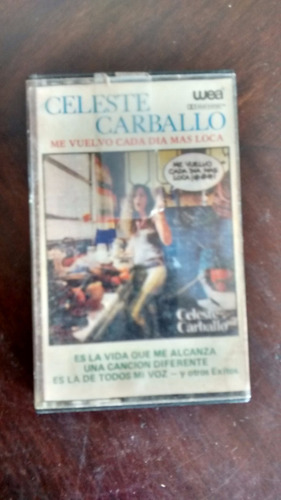 wea
CELESTE
CARBALLO
ME VUELVO CADA DIA MAS LOCA
ME VUELVO
CADA DIA MAS
LOCA
Celeste
Carballo
ES LA VIDA QUE ME ALCANZA
UNA CANCION DIFERENTE
ES LA DE TODOS MI VOZ - y otros Exitos